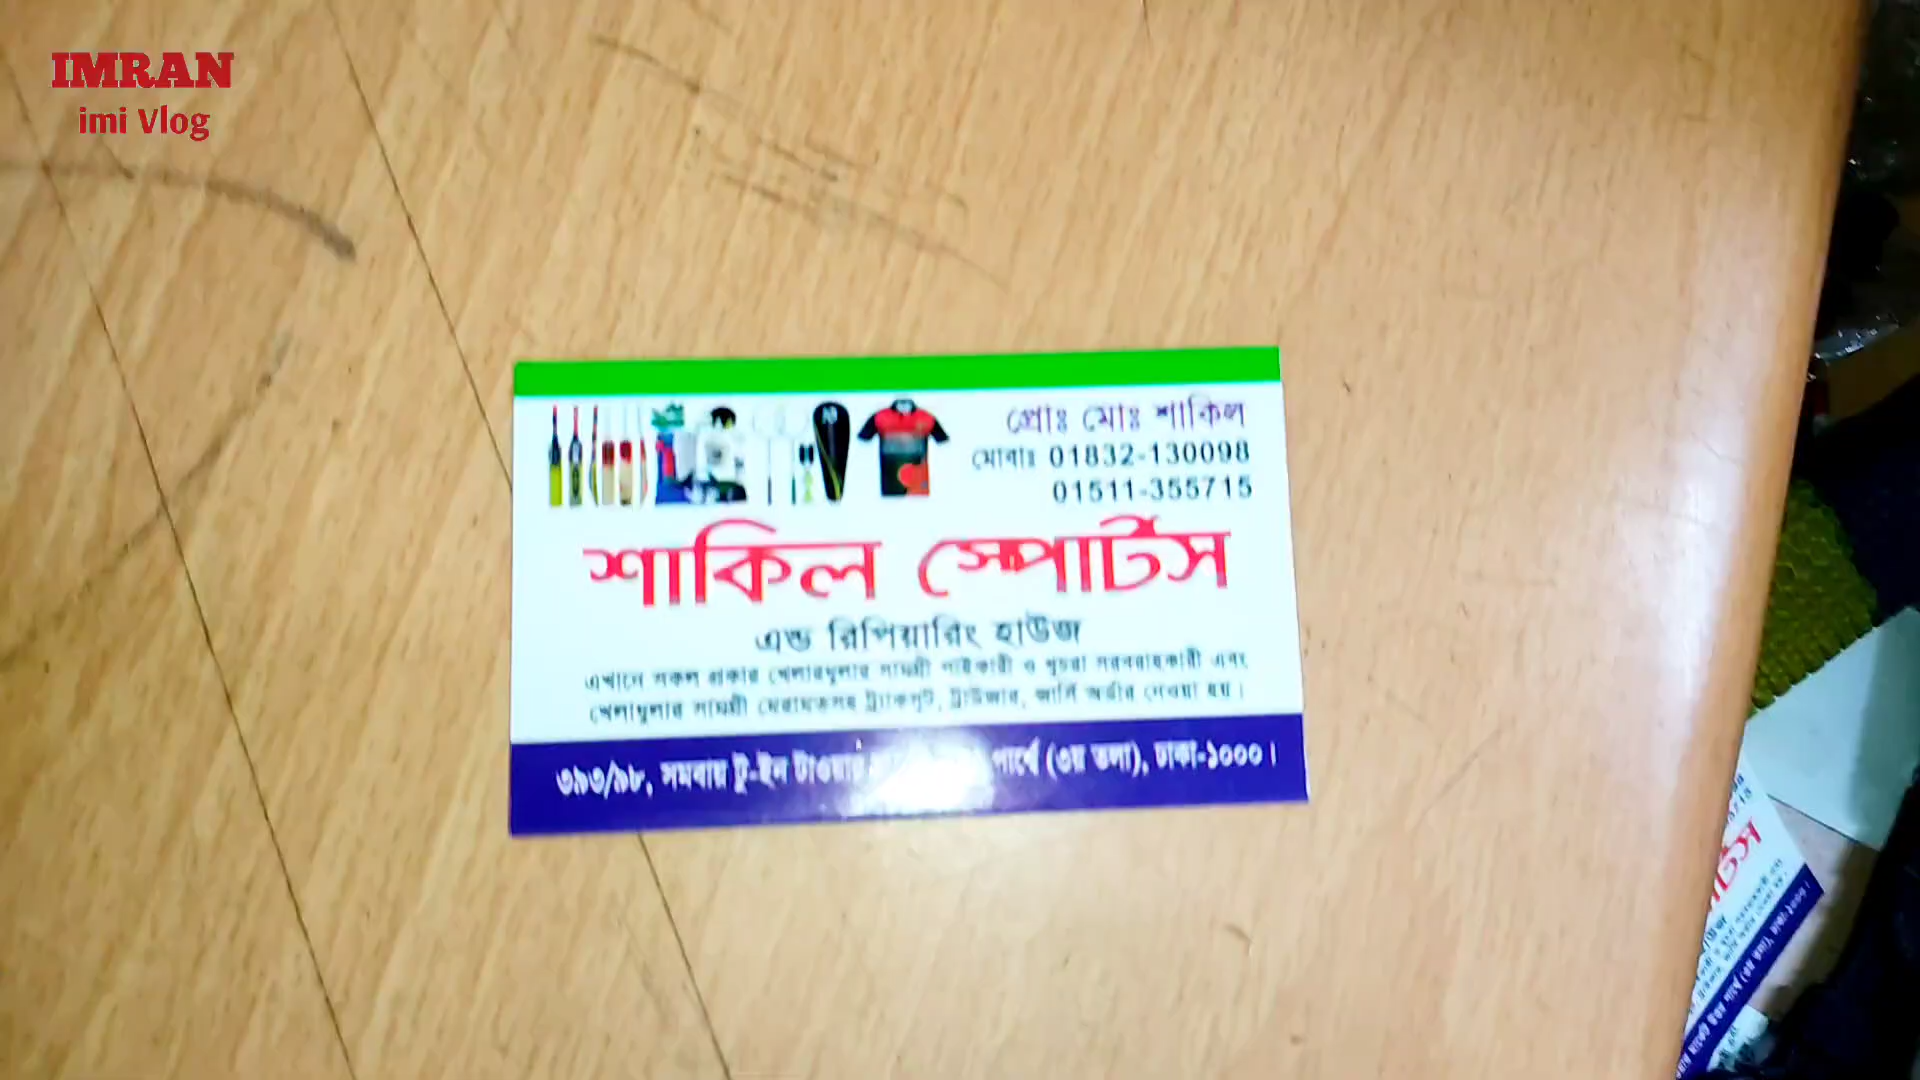 IMRAN
imi Vlog
প্রোঃ মোঃ শাকিল
মোবাঃ 01832-130098
01511-355715
শাকিল স্পোর্টস
এন্ড রিপিয়ারিং হাউজ
এখানে সকল প্রকার খেলাধুলার সামগ্রী পাইকারী ও খুচরা সরবরাহকারী এবং
খেলাধুলার সামগ্রী মেরামতসহ ট্র্যাকসুট, ট্রাউজার, জার্সি অর্ডার নেওয়া হয়।
৩৯৩/৯৮, সমবায় টু-ইন টাওয়ার পার্শ্বে (৩য় তলা), ঢাকা-১০০০।